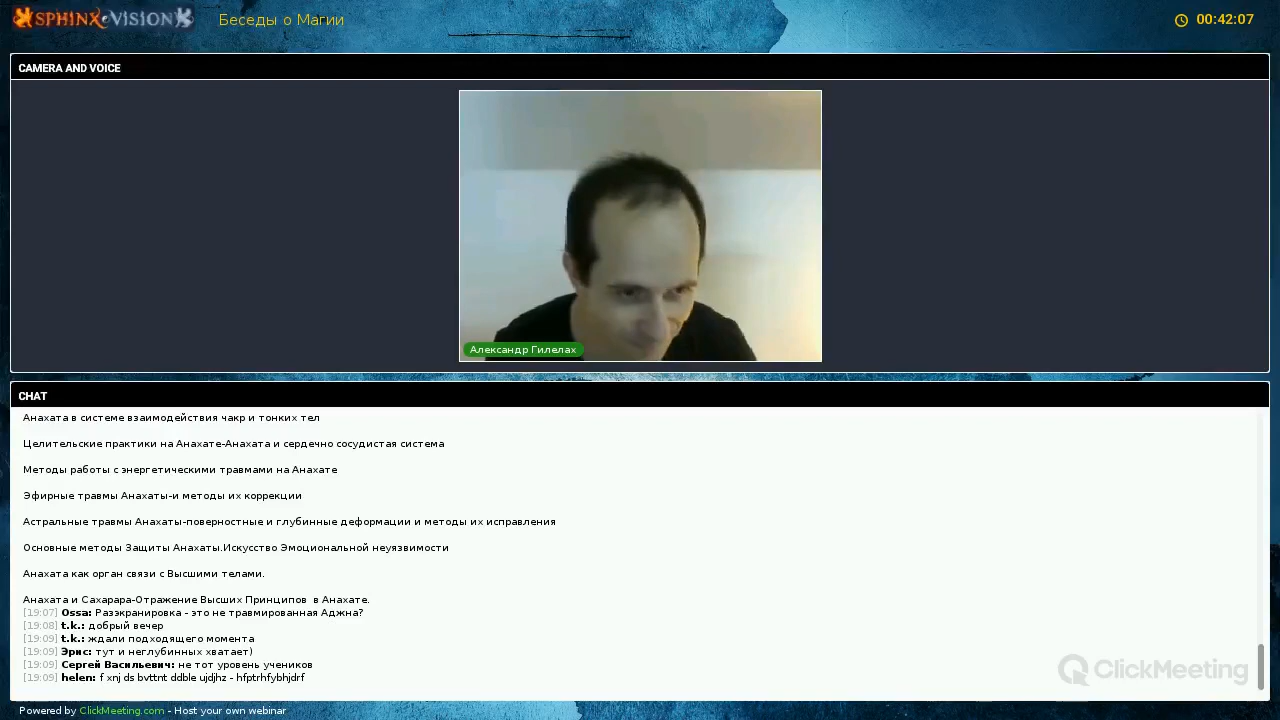 SPHINX VISION
Беседы о Магии
00:42:07
CAMERA AND VOICE
Александр Гилелах
CHAT
Анахата в системе взаимодействия чакр и тонких тел
Целительские практики на Анахате-Анахата и сердечно сосудистая система
Методы работы с энергетическими травмами на Анахате
Эфирные травмы Анахаты-и методы их коррекции
Астральные травмы Анахаты-поверностные и глубинные деформации и методы их исправления
Основные методы Защиты Анахаты.Искусство Эмоциональной неуязвимости
Анахата как орган связи с Высшими телами.
Анахата и Сахарара-Отражение Высших Принципов  в Анахате.
[19:07] Ossa: Разэкранировка - это не травмированная Аджна?
[19:08] t.k.: добрый вечер
[19:09] t.k.: ждали подходящего момента
[19:09] Эрис: тут и неглубинных хватает)
[19:09] Сергей Васильевич: не тот уровень учеников
[19:09] helen: f xnj ds bvttnt ddble ujdjhz - hfptrhfybhjdrf
ClickMeeting
Powered by ClickMeeting.com - Host your own webinar